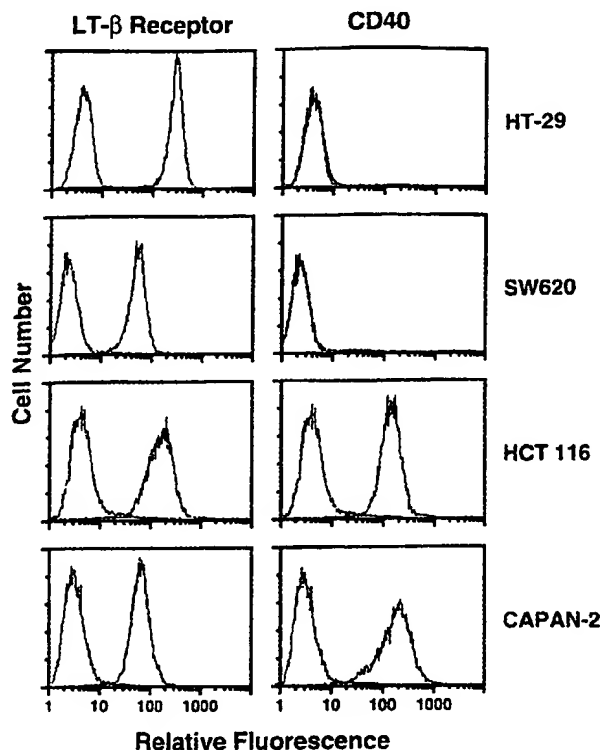 LT-β Receptor
CD40
HT-29
SW620
HCT 116
CAPAN-2
Cell Number
1 10 100 1000
1 10 100 1000
Relative Fluorescence